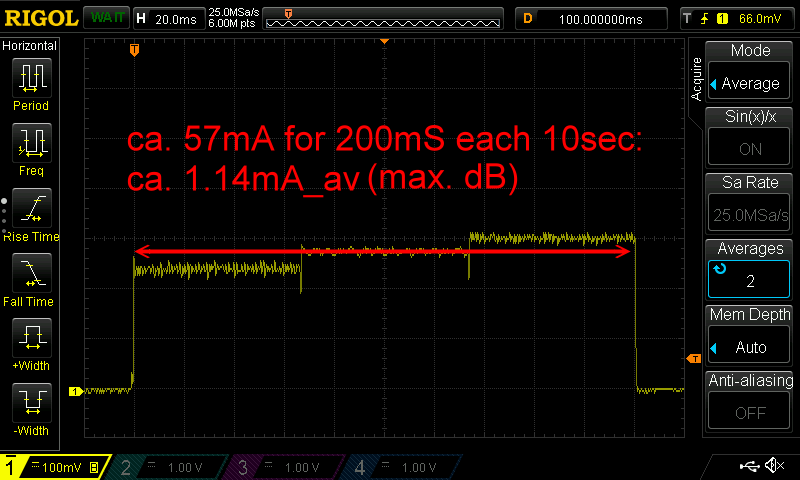 RIGOL WAIT H 20.0ms 25.0MSa/s D 100.000000ms T 1 66.0mV
6.00M pts
T
Horizontal
Period
Freq
Rise Time
Fall Time
+Width
-Width
T
ca. 57mA for 200mS each 10sec:
ca. 1.14mA_av (max. dB)
1
T
Acquire
Mode
Average
Sin(x)/x
ON
Sa Rate
25.0MSa/s
Averages
2
Mem Depth
Auto
Anti-aliasing
OFF
1 100mV B 2 1.00 V 3 1.00 V 4 1.00 V